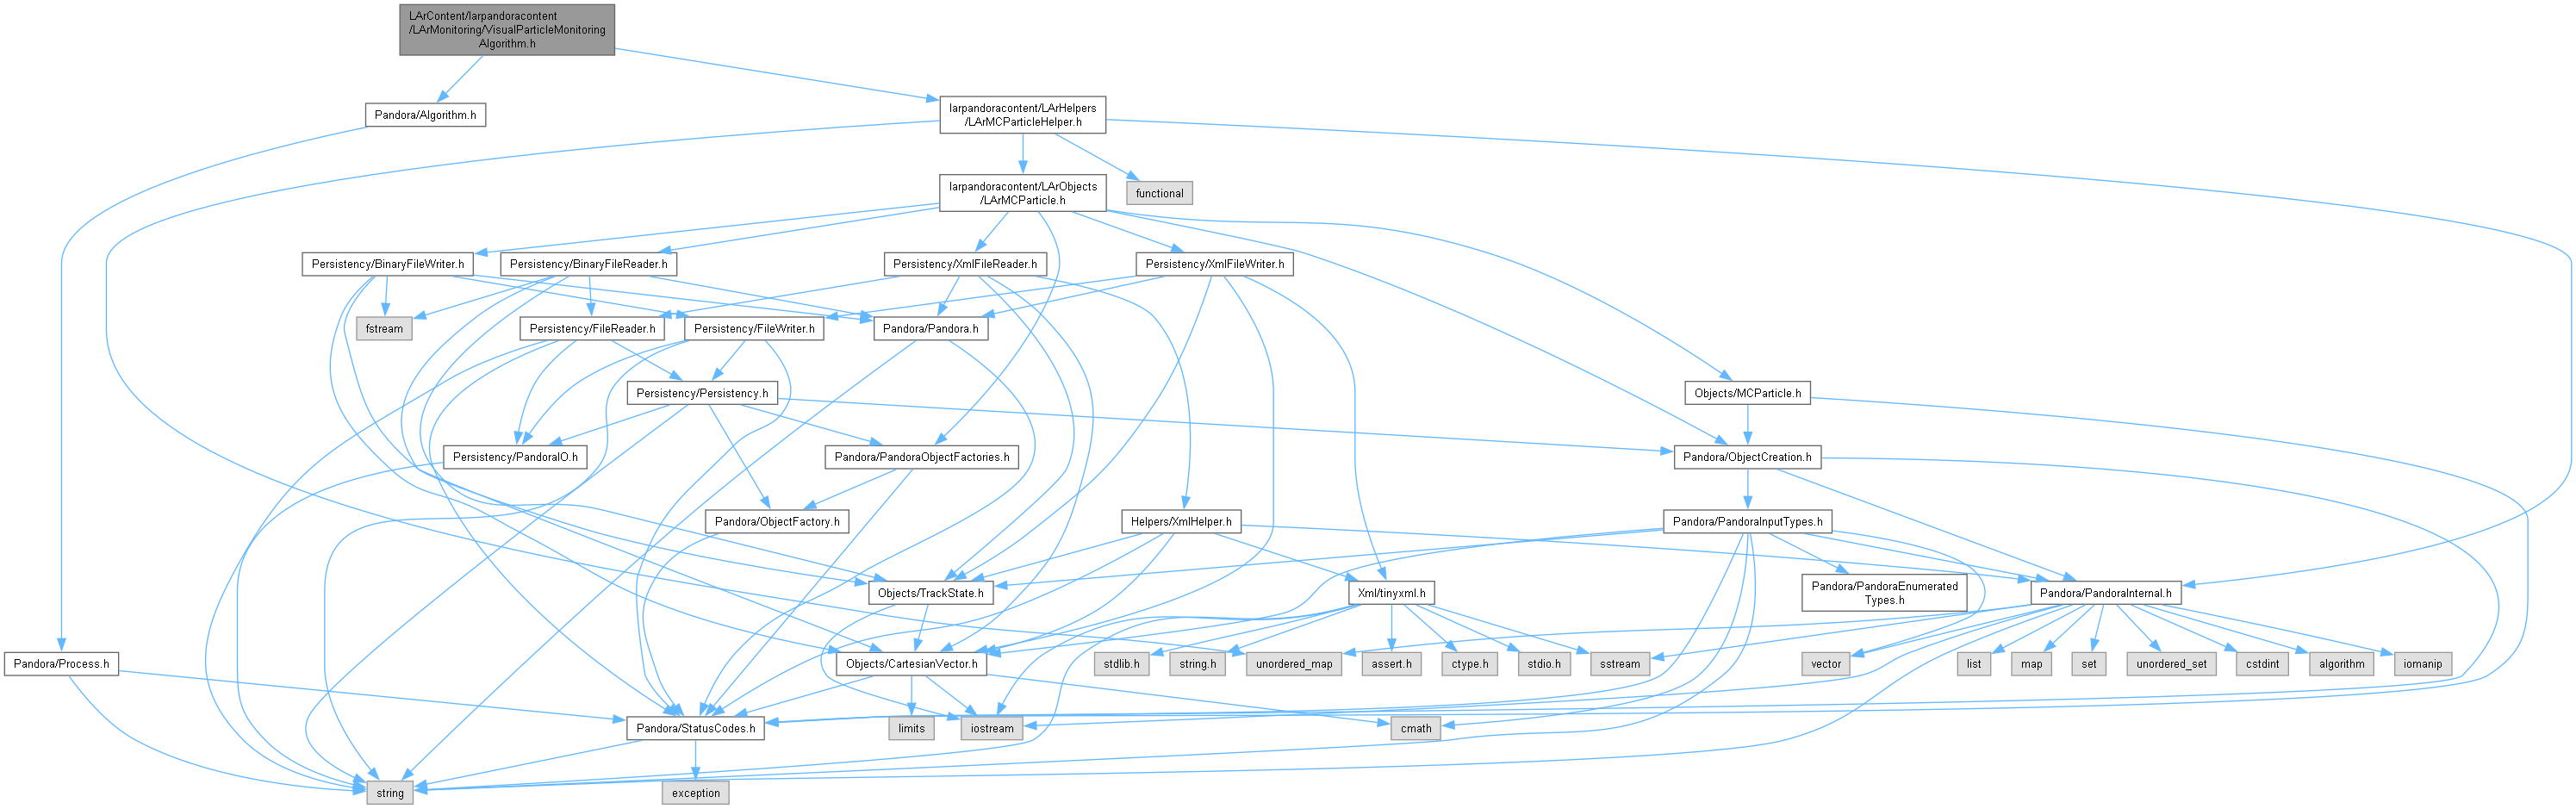 LArContent/larpandoracontent
/LArMonitoring/VisualParticleMonitoring
Algorithm.h
Pandora/Algorithm.h
larpandoracontent/LArHelpers
/LArMCParticleHelper.h
larpandoracontent/LArObjects
/LArMCParticle.h
functional
Persistency/BinaryFileWriter.h
Persistency/BinaryFileReader.h
Persistency/XmlFileReader.h
Persistency/XmlFileWriter.h
fstream
Persistency/FileReader.h
Persistency/FileWriter.h
Pandora/Pandora.h
Persistency/Persistency.h
Objects/MCParticle.h
Persistency/PandoraIO.h
Pandora/PandoraObjectFactories.h
Pandora/ObjectCreation.h
Pandora/ObjectFactory.h
Helpers/XmlHelper.h
Pandora/PandoraInputTypes.h
Objects/TrackState.h
Xml/tinyxml.h
Pandora/PandoraEnumerated
Types.h
Pandora/PandoraInternal.h
Pandora/Process.h
Objects/CartesianVector.h
stdlib.h
string.h
unordered_map
assert.h
ctype.h
stdio.h
sstream
vector
list
map
set
unordered_set
cstdint
algorithm
iomanip
Pandora/StatusCodes.h
limits
iostream
cmath
string
exception